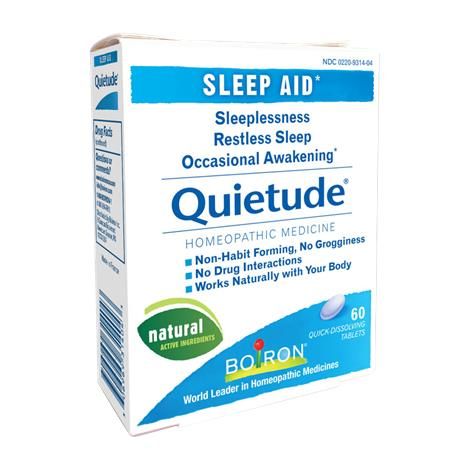 NDC 0220-9314-04
SLEEP AID*
Sleeplessness
Restless Sleep
Occasional Awakening*
Quietude®
HOMEOPATHIC MEDICINE
Non-Habit Forming, No Grogginess
No Drug Interactions
Works Naturally with Your Body
natural
ACTIVE INGREDIENTS
60
QUICK-DISSOLVING
TABLETS
BOIRON®
World Leader in Homeopathic Medicines
SLEEP AID
Quietude®
Drug Facts
Questions or
comments?